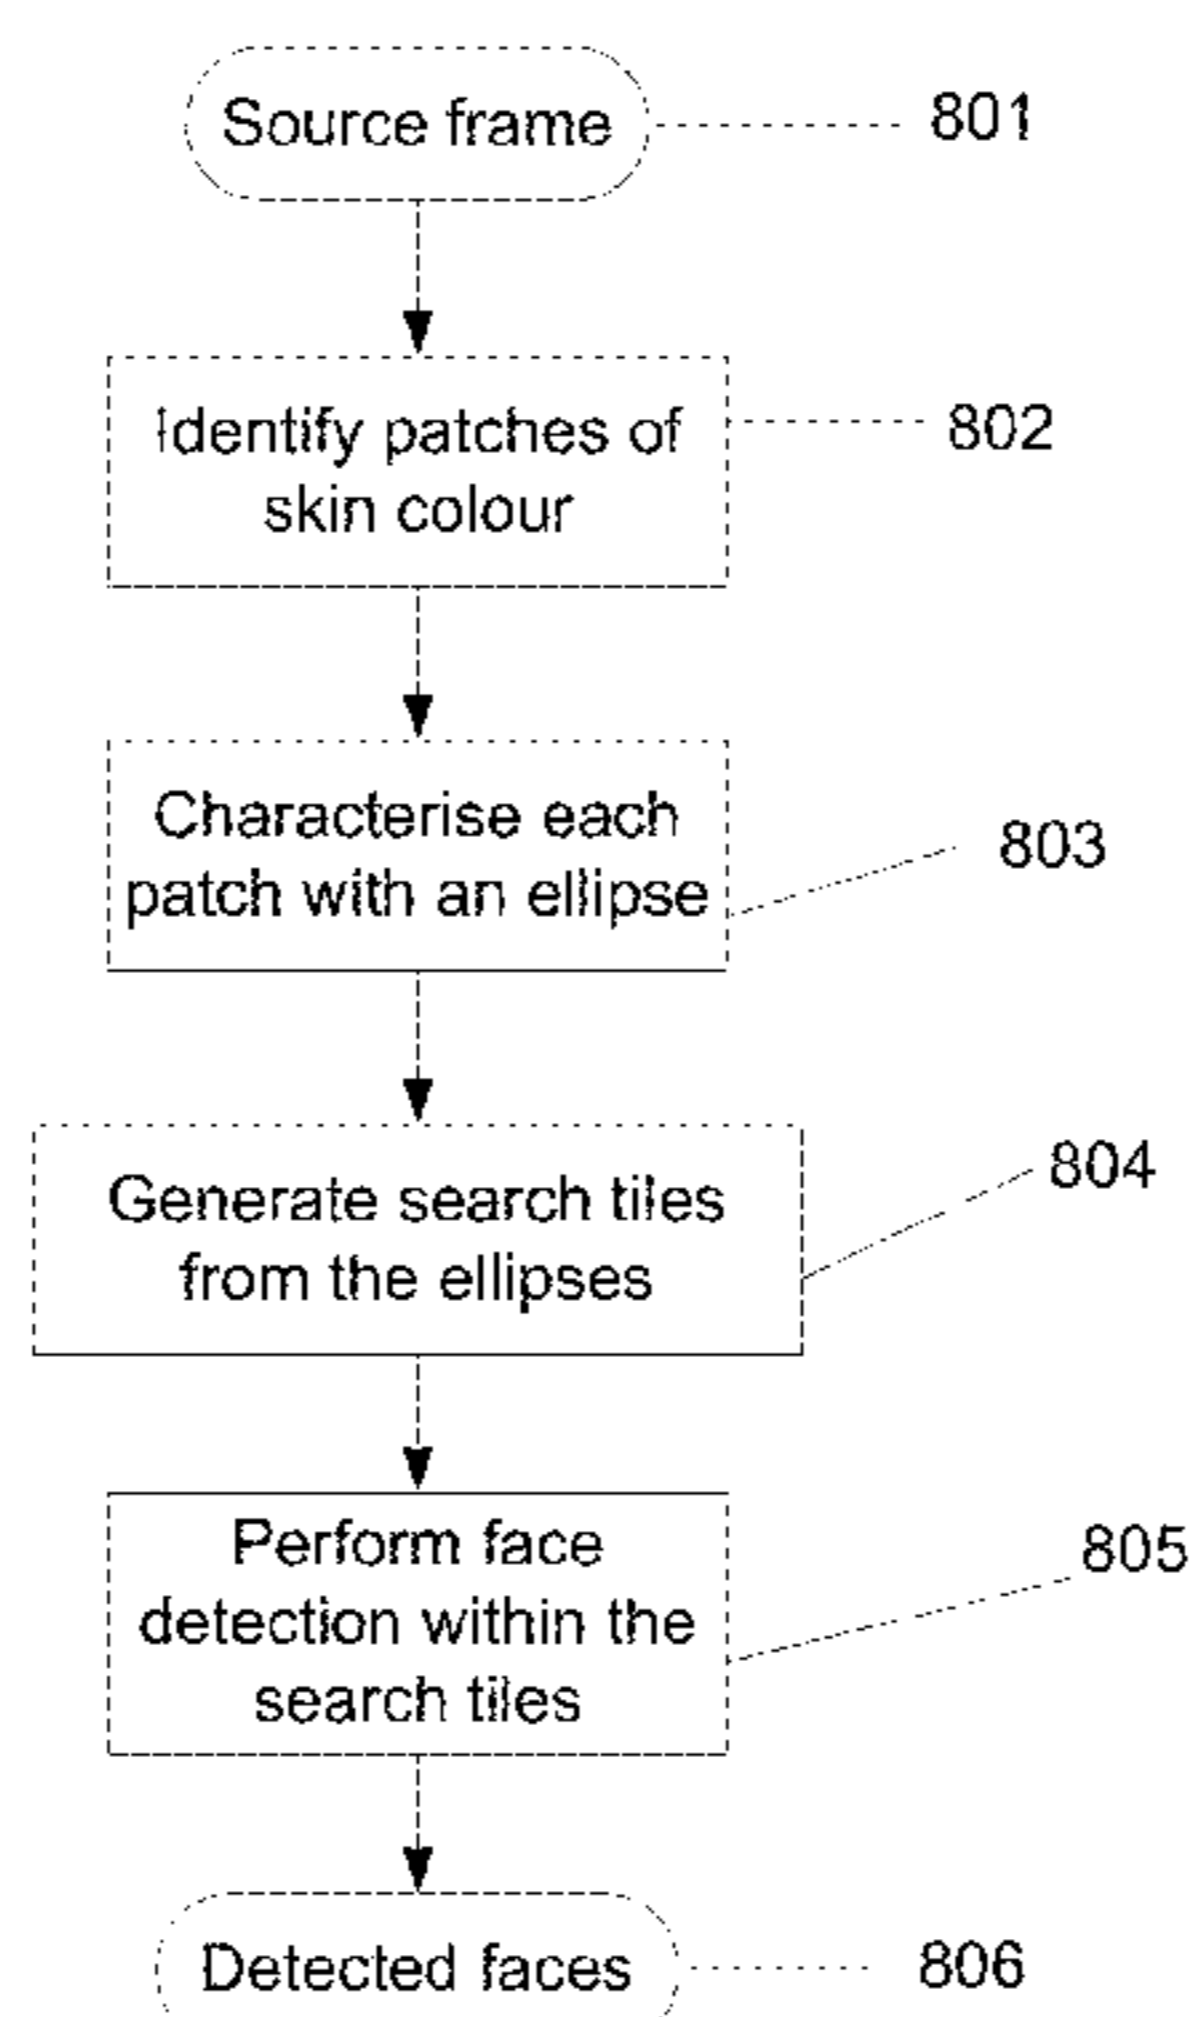 Source frame
801
Identify patches of
skin colour
802
Characterise each
patch with an ellipse
803
Generate search tiles
from the ellipses
804
Perform face
detection within the
search tiles
805
Detected faces
806